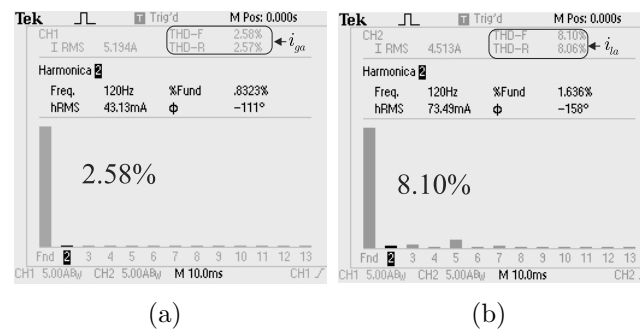 Tek T Trig'd M Pos: 0.000s
CH1
I RMS 5.194A
THD-F 2.58%
THD-R 2.57%
i_ga
Harmonica 2
Freq. 120Hz %Fund .8323%
hRMS 43.13mA ϕ −111°
2.58%
Fnd 2 3 4 5 6 7 8 9 10 11 12 13
CH1 5.00ABW CH2 5.00ABW M 10.0ms CH1
(a)
Tek T Trig'd M Pos: 0.000s
CH2
I RMS 4.513A
THD-F 8.10%
THD-R 8.06%
i_la
Harmonica 2
Freq. 120Hz %Fund 1.636%
hRMS 73.49mA ϕ −158°
8.10%
Fnd 2 3 4 5 6 7 8 9 10 11 12 13
CH1 5.00ABW CH2 5.00ABW M 10.0ms CH2
(b)